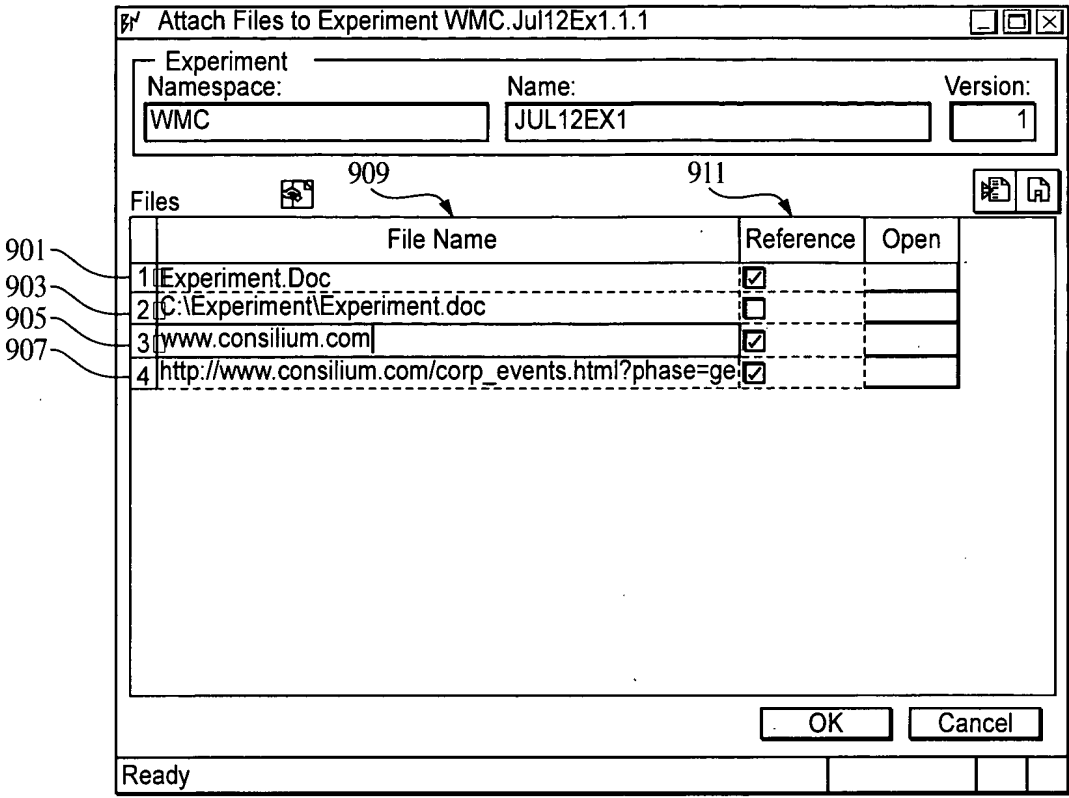 Attach Files to Experiment WMC.Jul12Ex1.1.1
Experiment
Namespace: Name: Version:
WMC JUL12EX1 1
909 911
Files
File Name Reference Open
901
1 Experiment.Doc
903
2 C:\Experiment\Experiment.doc
905
3 www.consilium.com
907
4 http://www.consilium.com/corp_events.html?phase=ge
OK Cancel
Ready